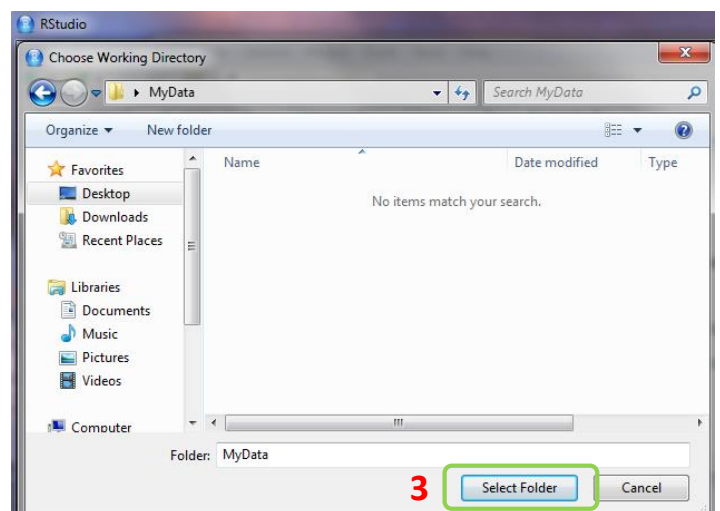 RStudio
Choose Working Directory
MyData
Search MyData
Organize New folder
Name Date modified Type
No items match your search.
Favorites
Desktop
Downloads
Recent Places
Libraries
Documents
Music
Pictures
Videos
Computer
Folder: MyData
3 Select Folder Cancel